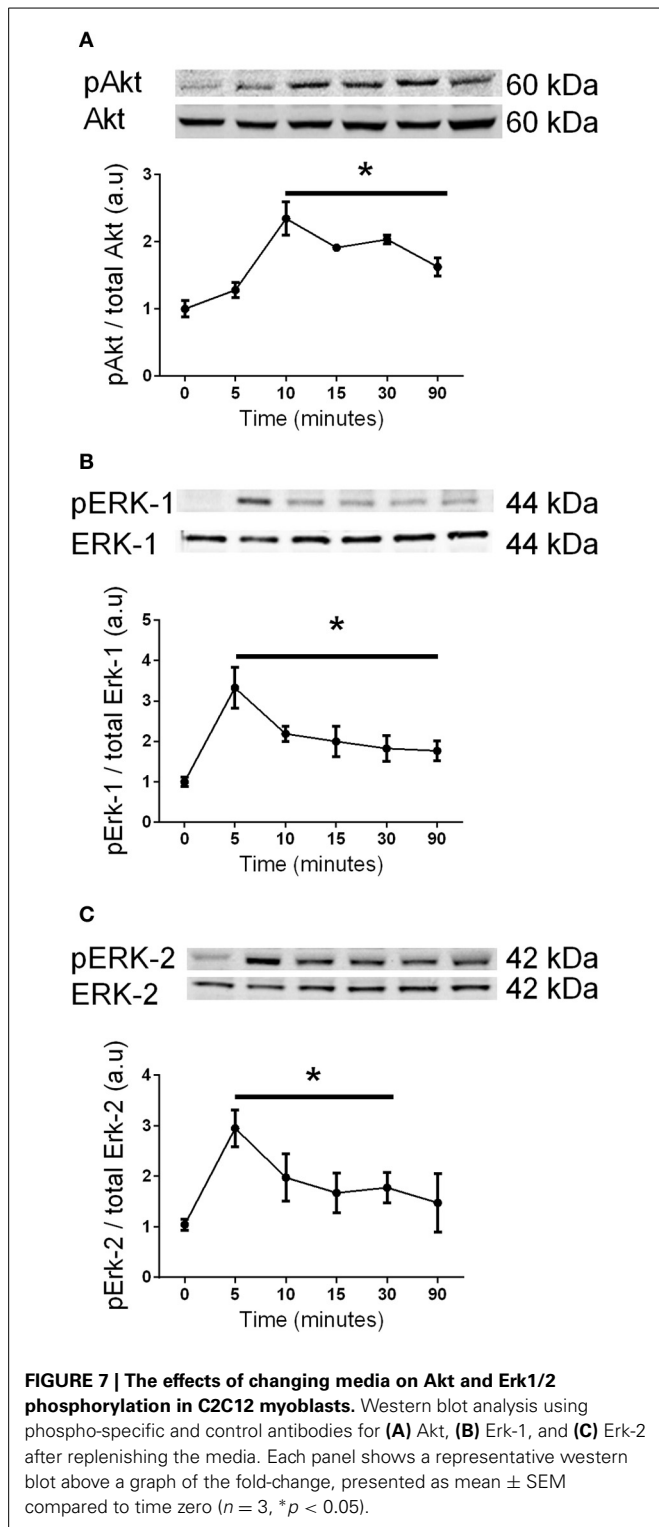 A
pAkt 60 kDa
Akt 60 kDa
*
pAkt / total Akt (a.u)
3
2
1
0
0 5 10 15 30 90
Time (minutes)
B
pERK-1 44 kDa
ERK-1 44 kDa
*
pErk-1 / total Erk-1 (a.u)
5
4
3
2
1
0
0 5 10 15 30 90
Time (minutes)
C
pERK-2 42 kDa
ERK-2 42 kDa
*
pErk-2 / total Erk-2 (a.u)
4
3
2
1
0
0 5 10 15 30 90
Time (minutes)
FIGURE 7 | The effects of changing media on Akt and Erk1/2
phosphorylation in C2C12 myoblasts. Western blot analysis using
phospho-specific and control antibodies for (A) Akt, (B) Erk-1, and (C) Erk-2
after replenishing the media. Each panel shows a representative western
blot above a graph of the fold-change, presented as mean ± SEM
compared to time zero (n = 3, *p < 0.05).